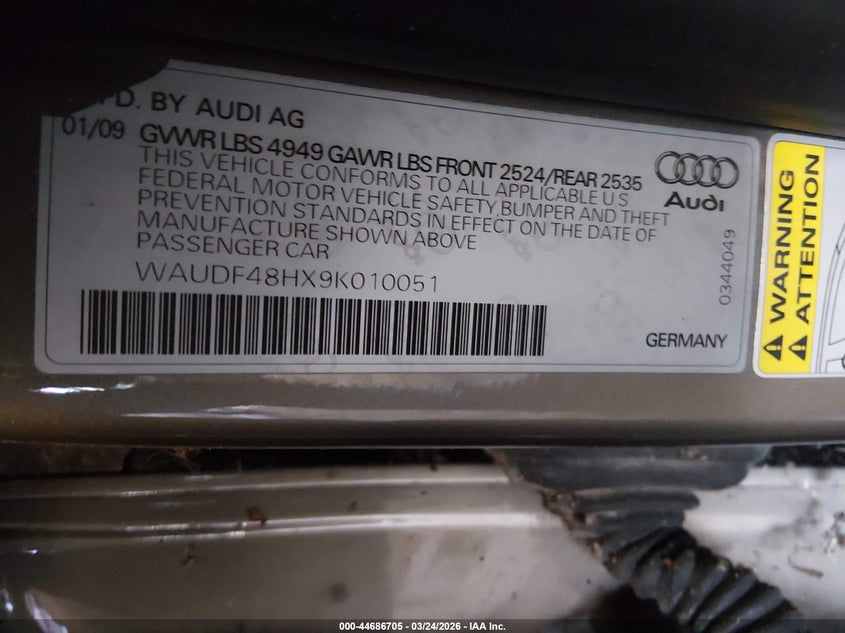 D. BY AUDI AG
01/09 GVWR LBS 4949 GAWR LBS FRONT 2524/REAR 2535
THIS VEHICLE CONFORMS TO ALL APPLICABLE U S
FEDERAL MOTOR VEHICLE SAFETY, BUMPER AND THEFT
PREVENTION STANDARDS IN EFFECT ON THE DATE OF
MANUFACTURE SHOWN ABOVE
PASSENGER CAR
WAUDF48HX9K010051
Audi
0344049
GERMANY
WARNING
ATTENTION
000-44686705 - 03/24/2026 - IAA Inc.